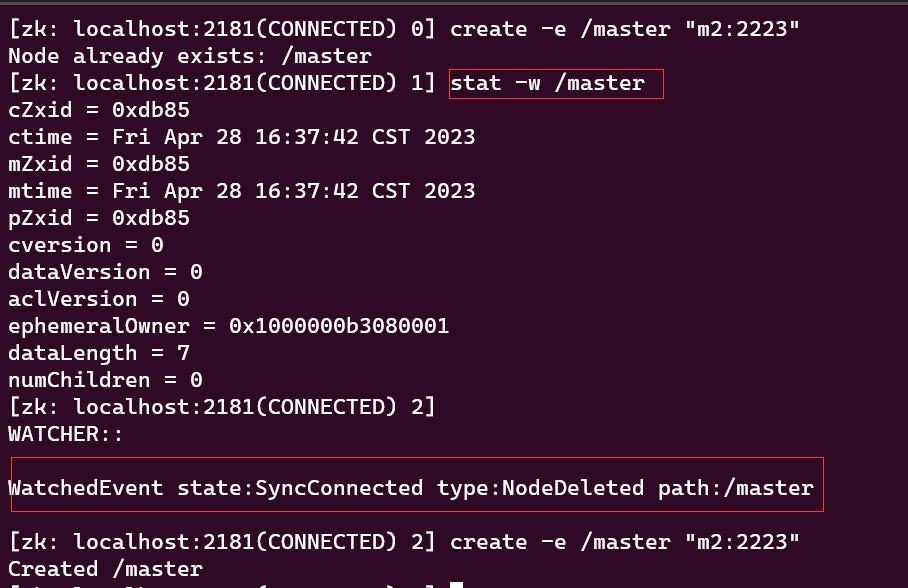 [zk: localhost:2181(CONNECTED) 0] create -e /master "m2:2223"
Node already exists: /master
[zk: localhost:2181(CONNECTED) 1] stat -w /master
cZxid = 0xdb85
ctime = Fri Apr 28 16:37:42 CST 2023
mZxid = 0xdb85
mtime = Fri Apr 28 16:37:42 CST 2023
pZxid = 0xdb85
cversion = 0
dataVersion = 0
aclVersion = 0
ephemeralOwner = 0x1000000b3080001
dataLength = 7
numChildren = 0
[zk: localhost:2181(CONNECTED) 2]
WATCHER::
WatchedEvent state:SyncConnected type:NodeDeleted path:/master
[zk: localhost:2181(CONNECTED) 2] create -e /master "m2:2223"
Created /master